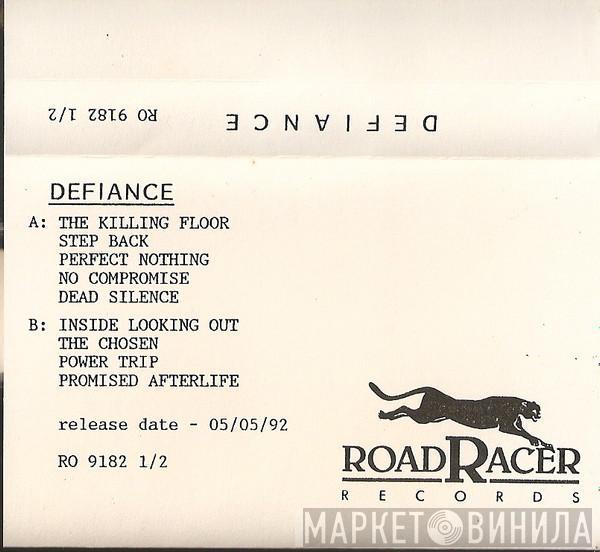 RO 9182 1/2 DEFIANCE
DEFIANCE
A: THE KILLING FLOOR
STEP BACK
PERFECT NOTHING
NO COMPROMISE
DEAD SILENCE
B: INSIDE LOOKING OUT
THE CHOSEN
POWER TRIP
PROMISED AFTERLIFE
release date - 05/05/92
RO 9182 1/2
ROADRACER
RECORDS
МАРКЕТ ВИНИЛА